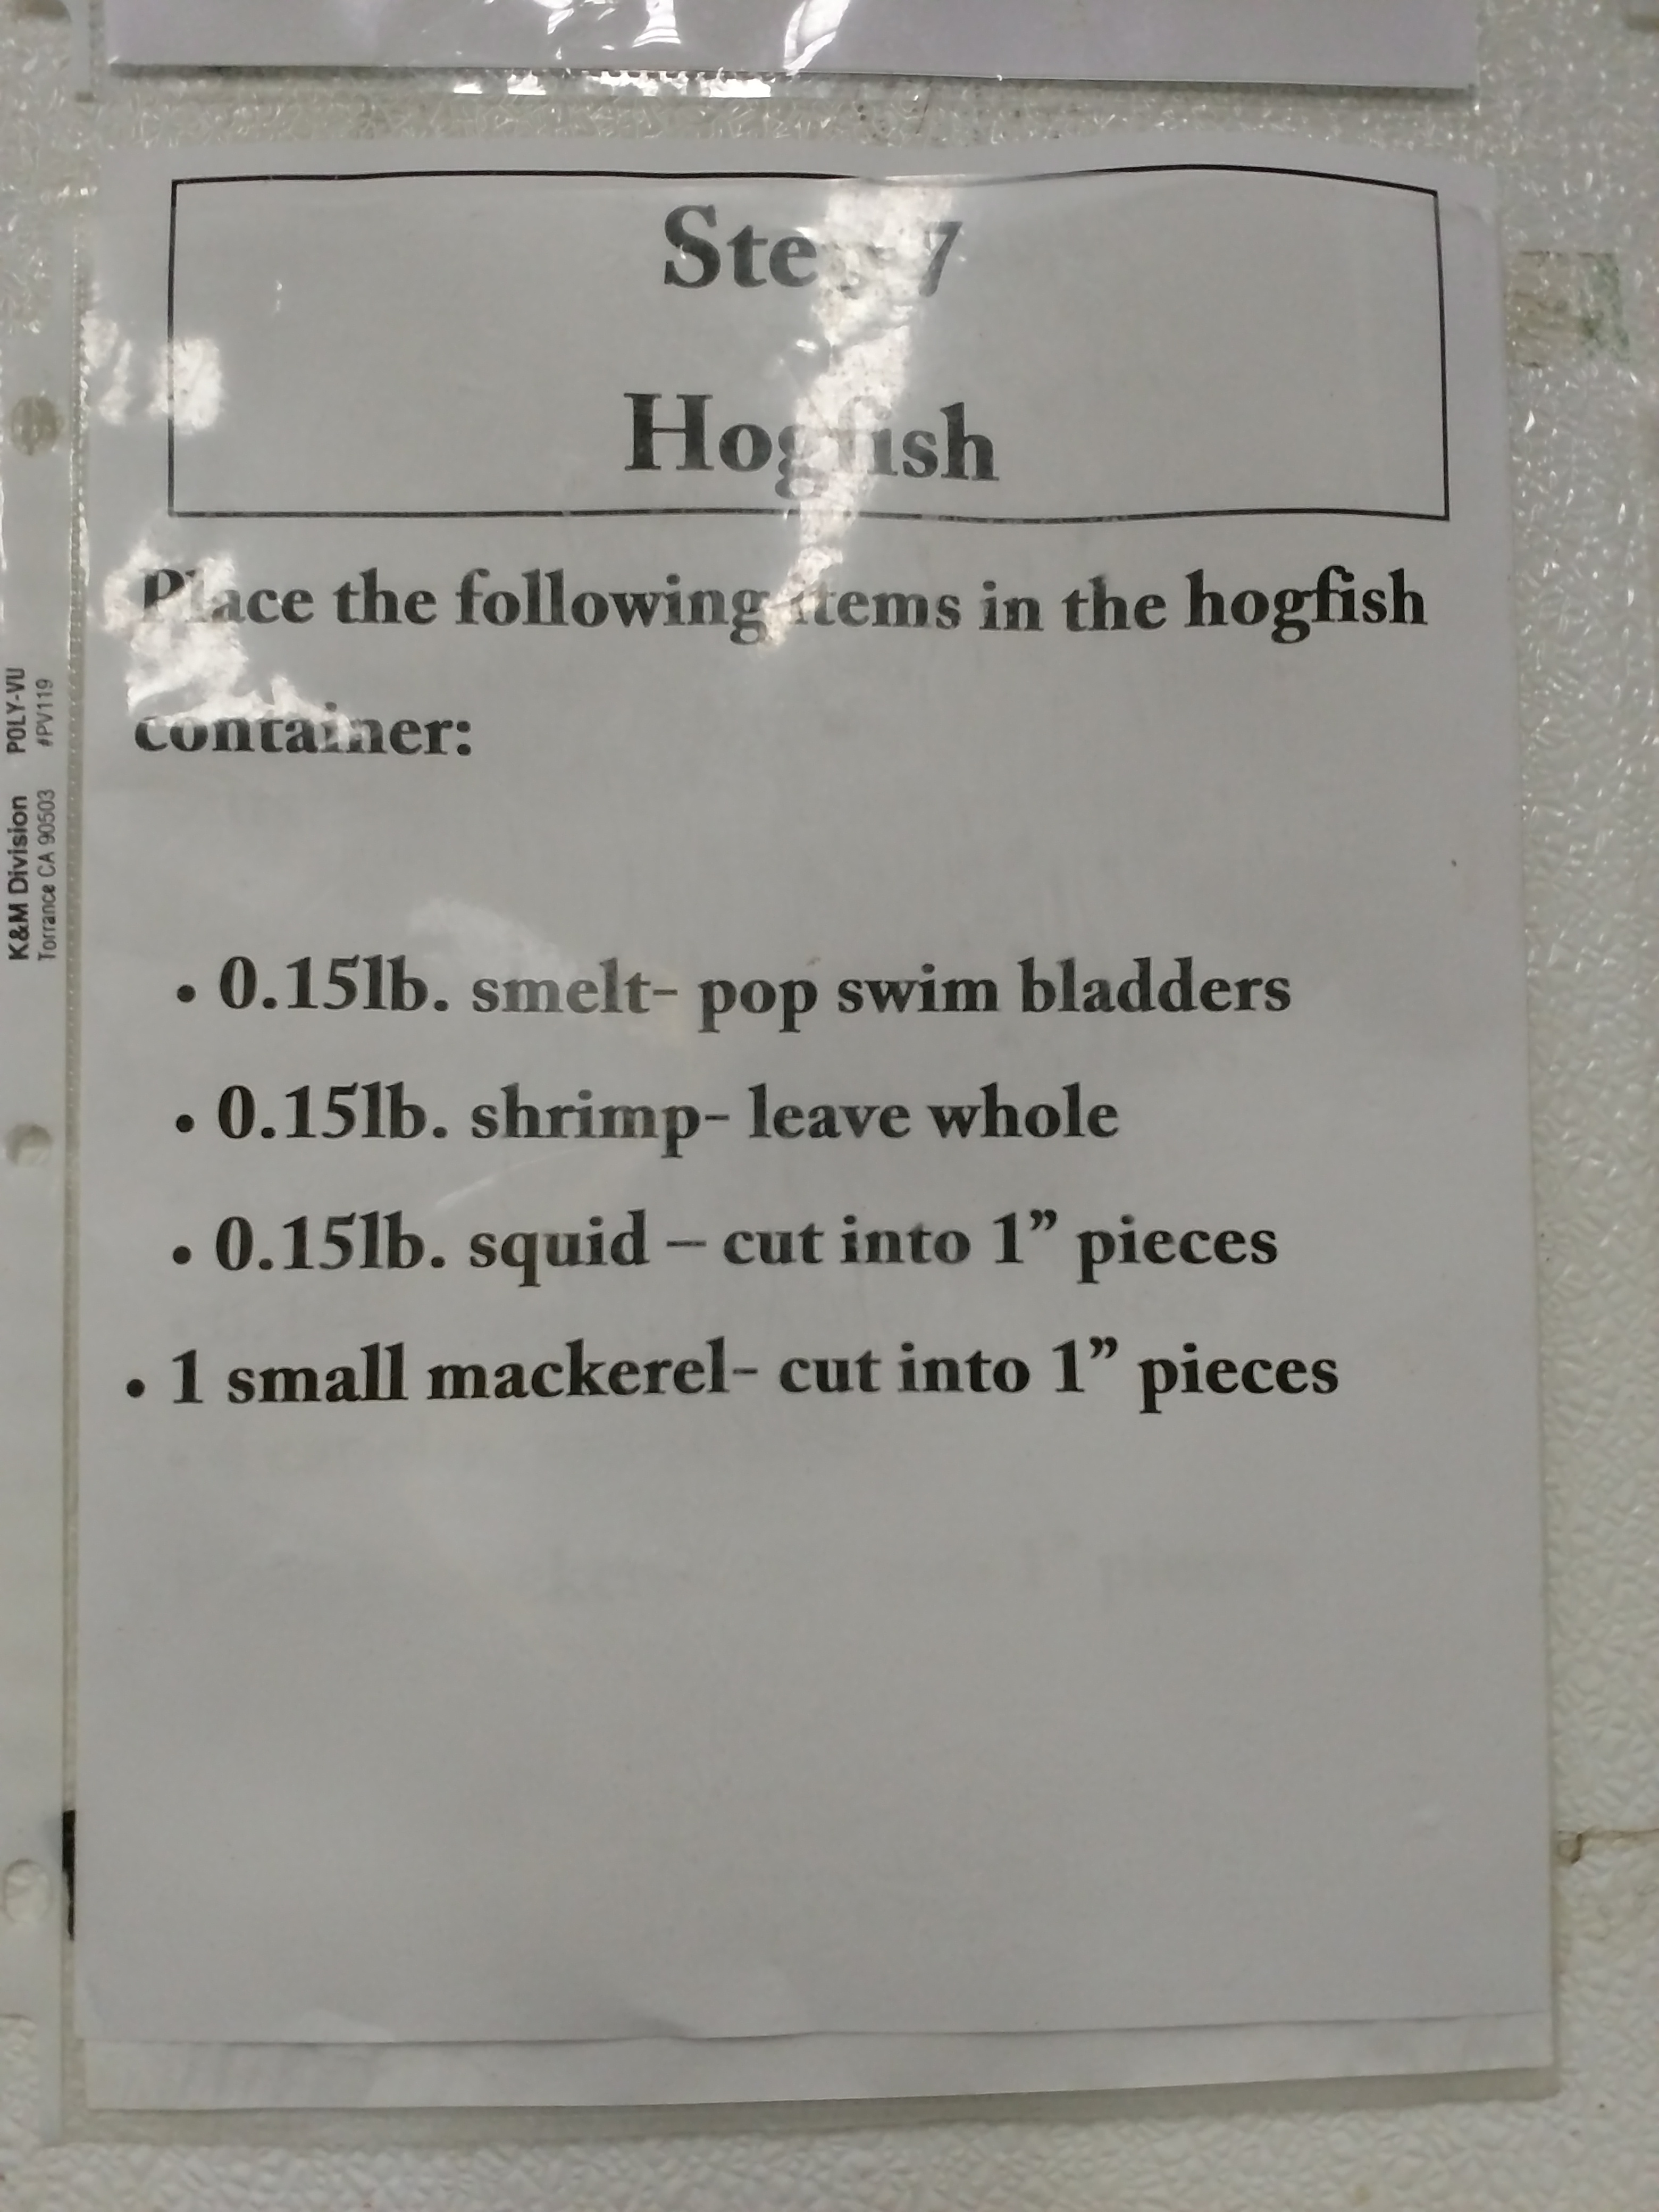 Step 7
Hogfish
Place the following items in the hogfish
container:
• 0.15lb. smelt- pop swim bladders
• 0.15lb. shrimp- leave whole
• 0.15lb. squid – cut into 1” pieces
• 1 small mackerel- cut into 1” pieces
K&M Division POLY-VU
Torrance CA 90503 #PV119